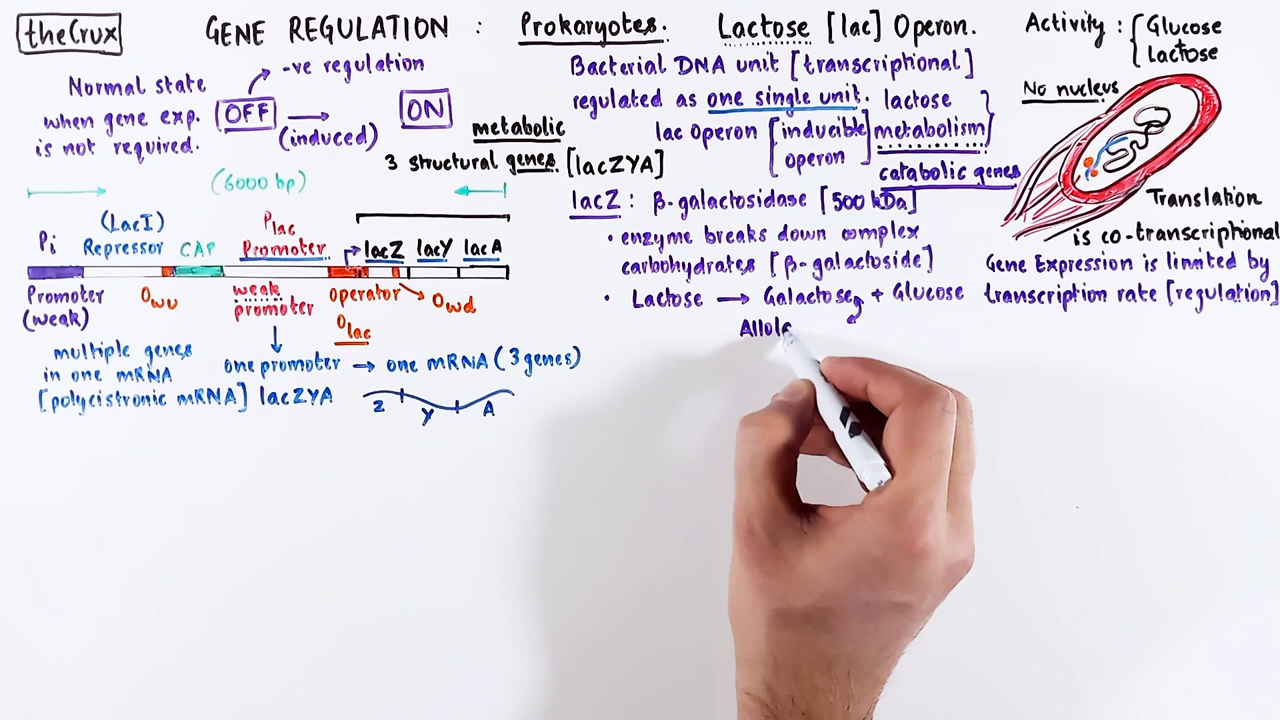 theCrux
GENE REGULATION : Prokaryotes. Lactose [lac] Operon.
Activity : { Glucose
Lactose
Normal state
when gene exp.
is not required.
OFF
-ve regulation
(induced)
ON
metabolic
3 structural genes [lacZYA]
(6000 bp)
Pi
(LacI)
Repressor
CAP
Plac
Promoter
lacZ lacY lacA
Promoter
(weak)
weak
promoter
operator
Olac
Owd
multiple genes
in one mRNA
[polycistronic mRNA] lacZYA
one promoter → one mRNA (3 genes)
Z Y A
Bacterial DNA unit [transcriptional]
regulated as one single unit.
lac Operon [inducible operon]
lactose
metabolism
catabolic genes
lacZ : β-galactosidase [500 kDa]
• enzyme breaks down complex
carbohydrates [β-galactoside]
• Lactose → Galactose + Glucose
Allol
No nucleus
Translation
is co-transcriptional
Gene Expression is limited by
transcription rate [regulation]